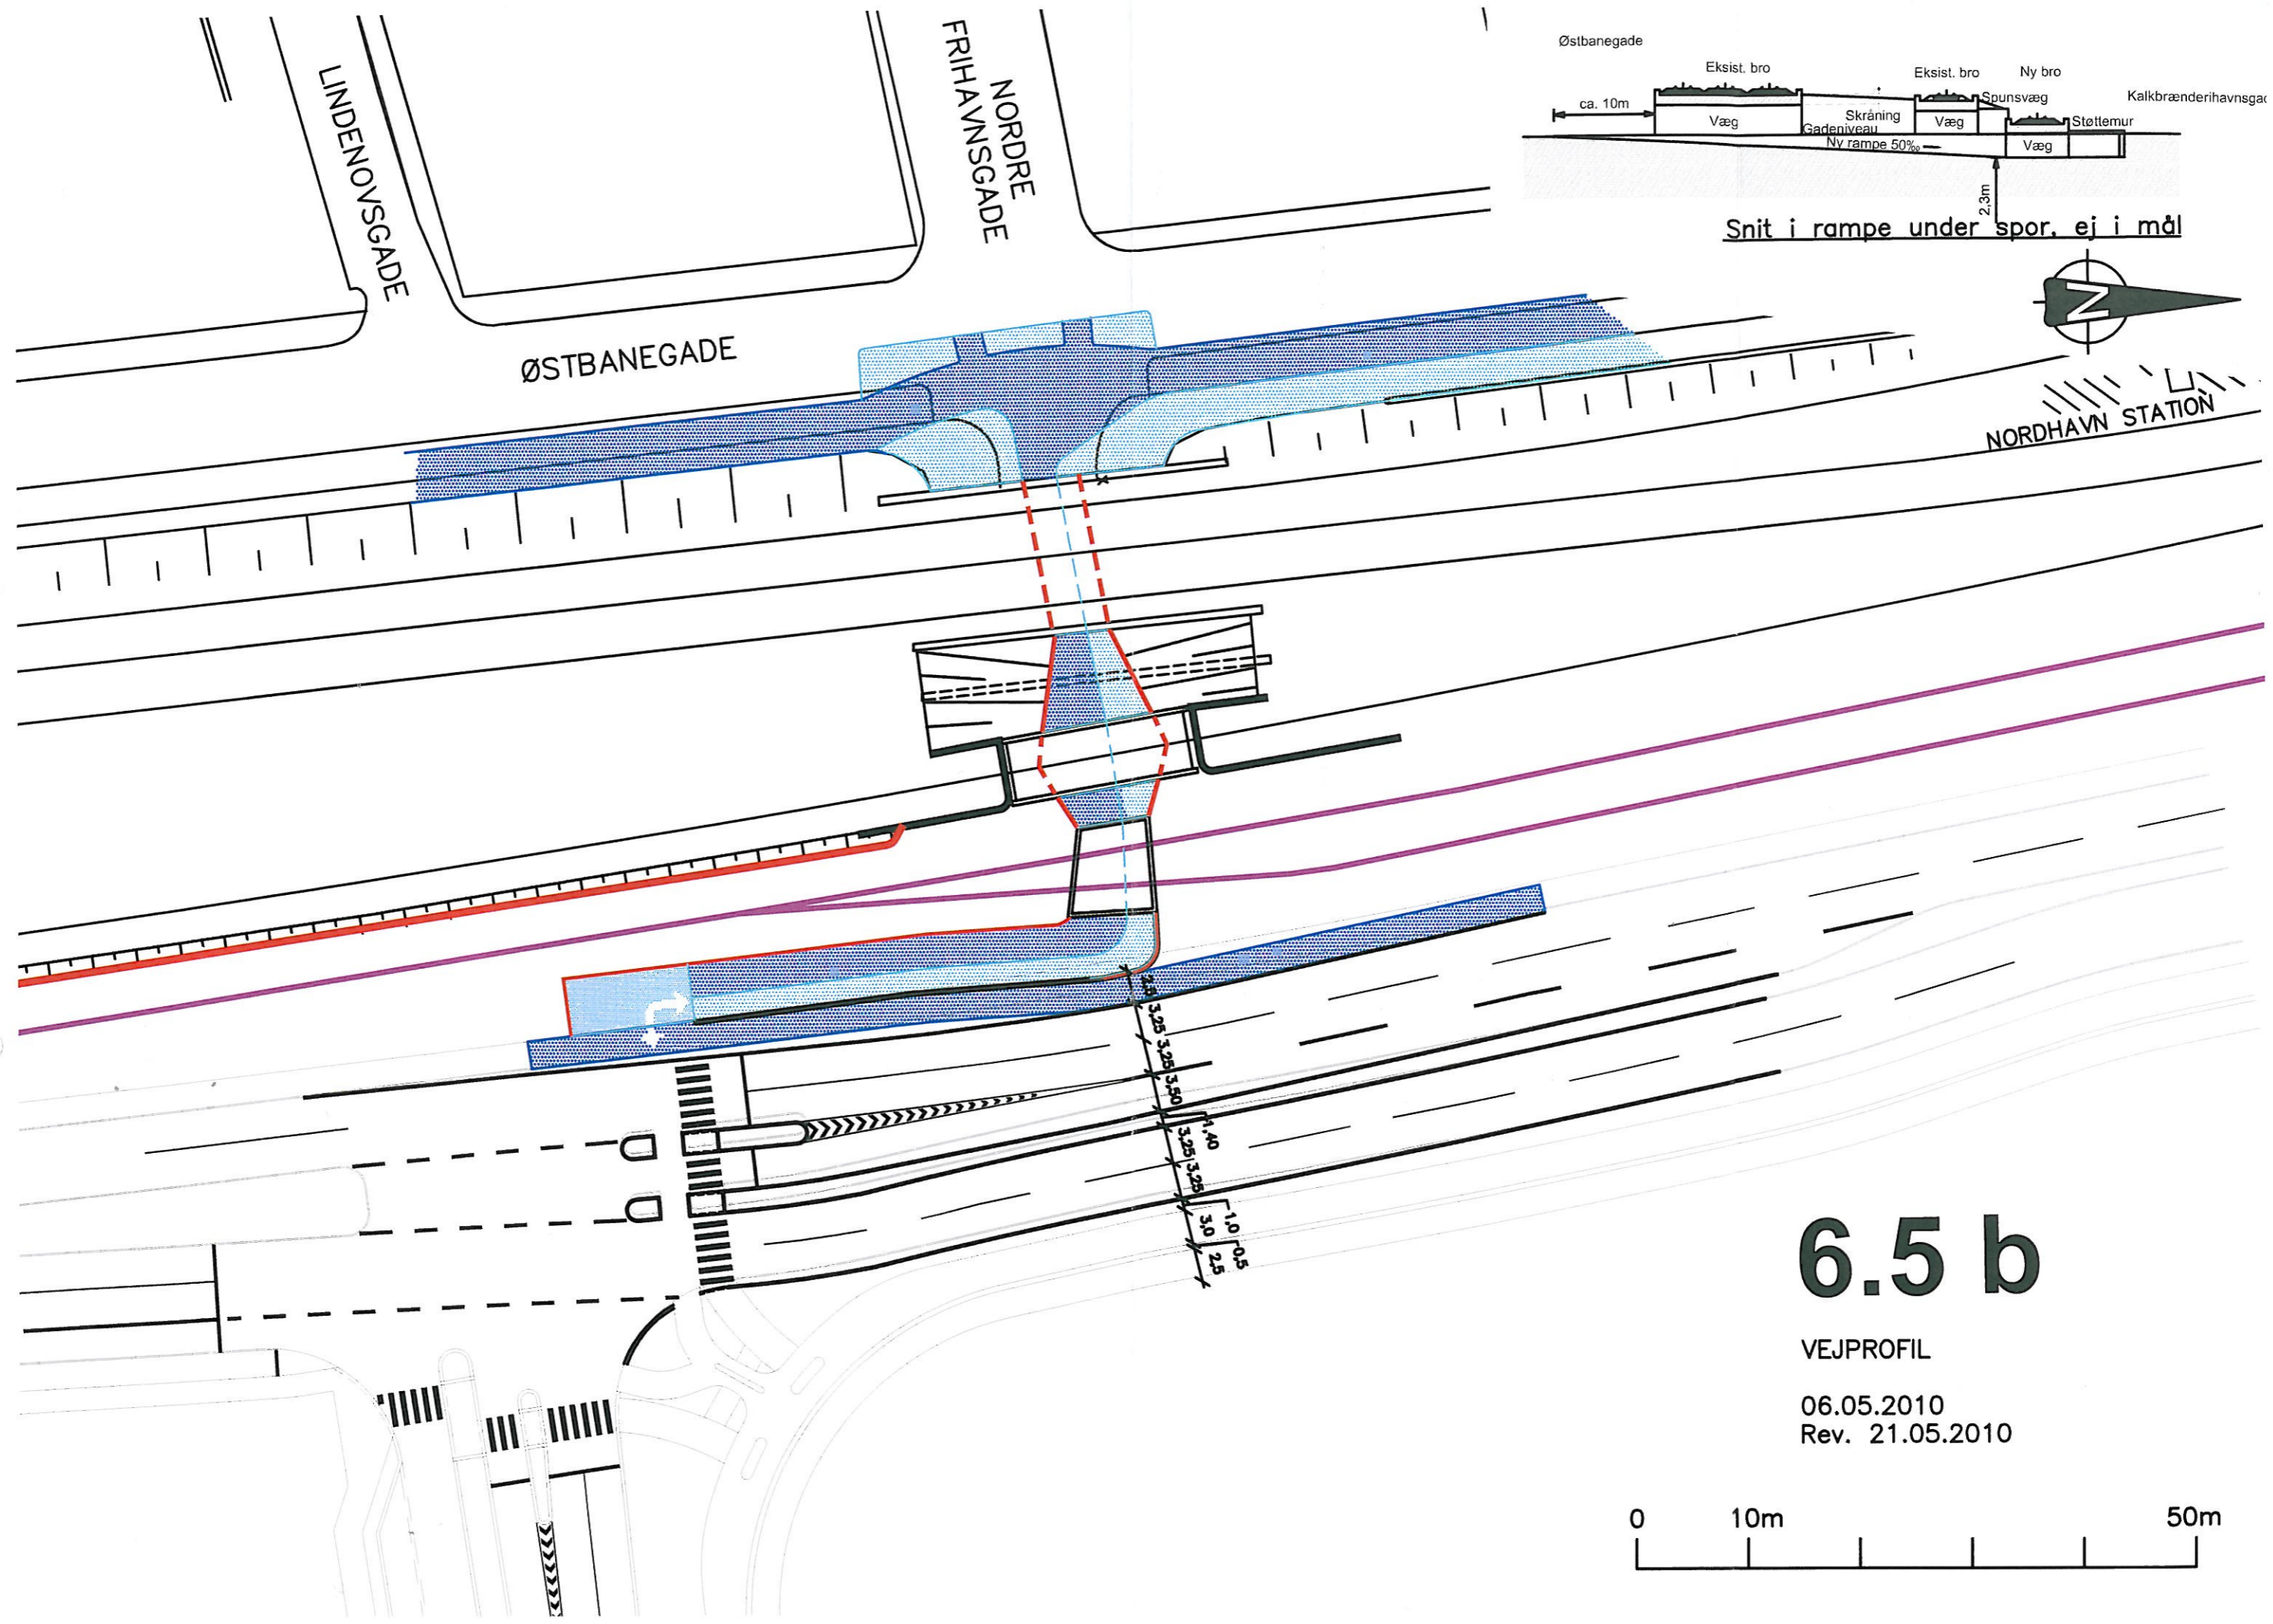 LINDENOVSGADE
NORDRE
FRIHAVNSGADE
ØSTBANEGADE
Østbanegade
Eksist. bro
Eksist. bro
Ny bro
Spunsvæg
Kalkbrænderihavnsgad
ca. 10m
Væg
Skråning
Væg
Støttemur
Gadeniveau
Ny rampe 50‰
Væg
2,3m
Snit i rampe under spor, ej i mål
N
NORDHAVN STATION
2,5
3,25
3,25
3,50
1,40
3,25
3,25
1,0
3,0
0,5
2,5
6.5 b
VEJPROFIL
06.05.2010
Rev. 21.05.2010
0 10m 50m